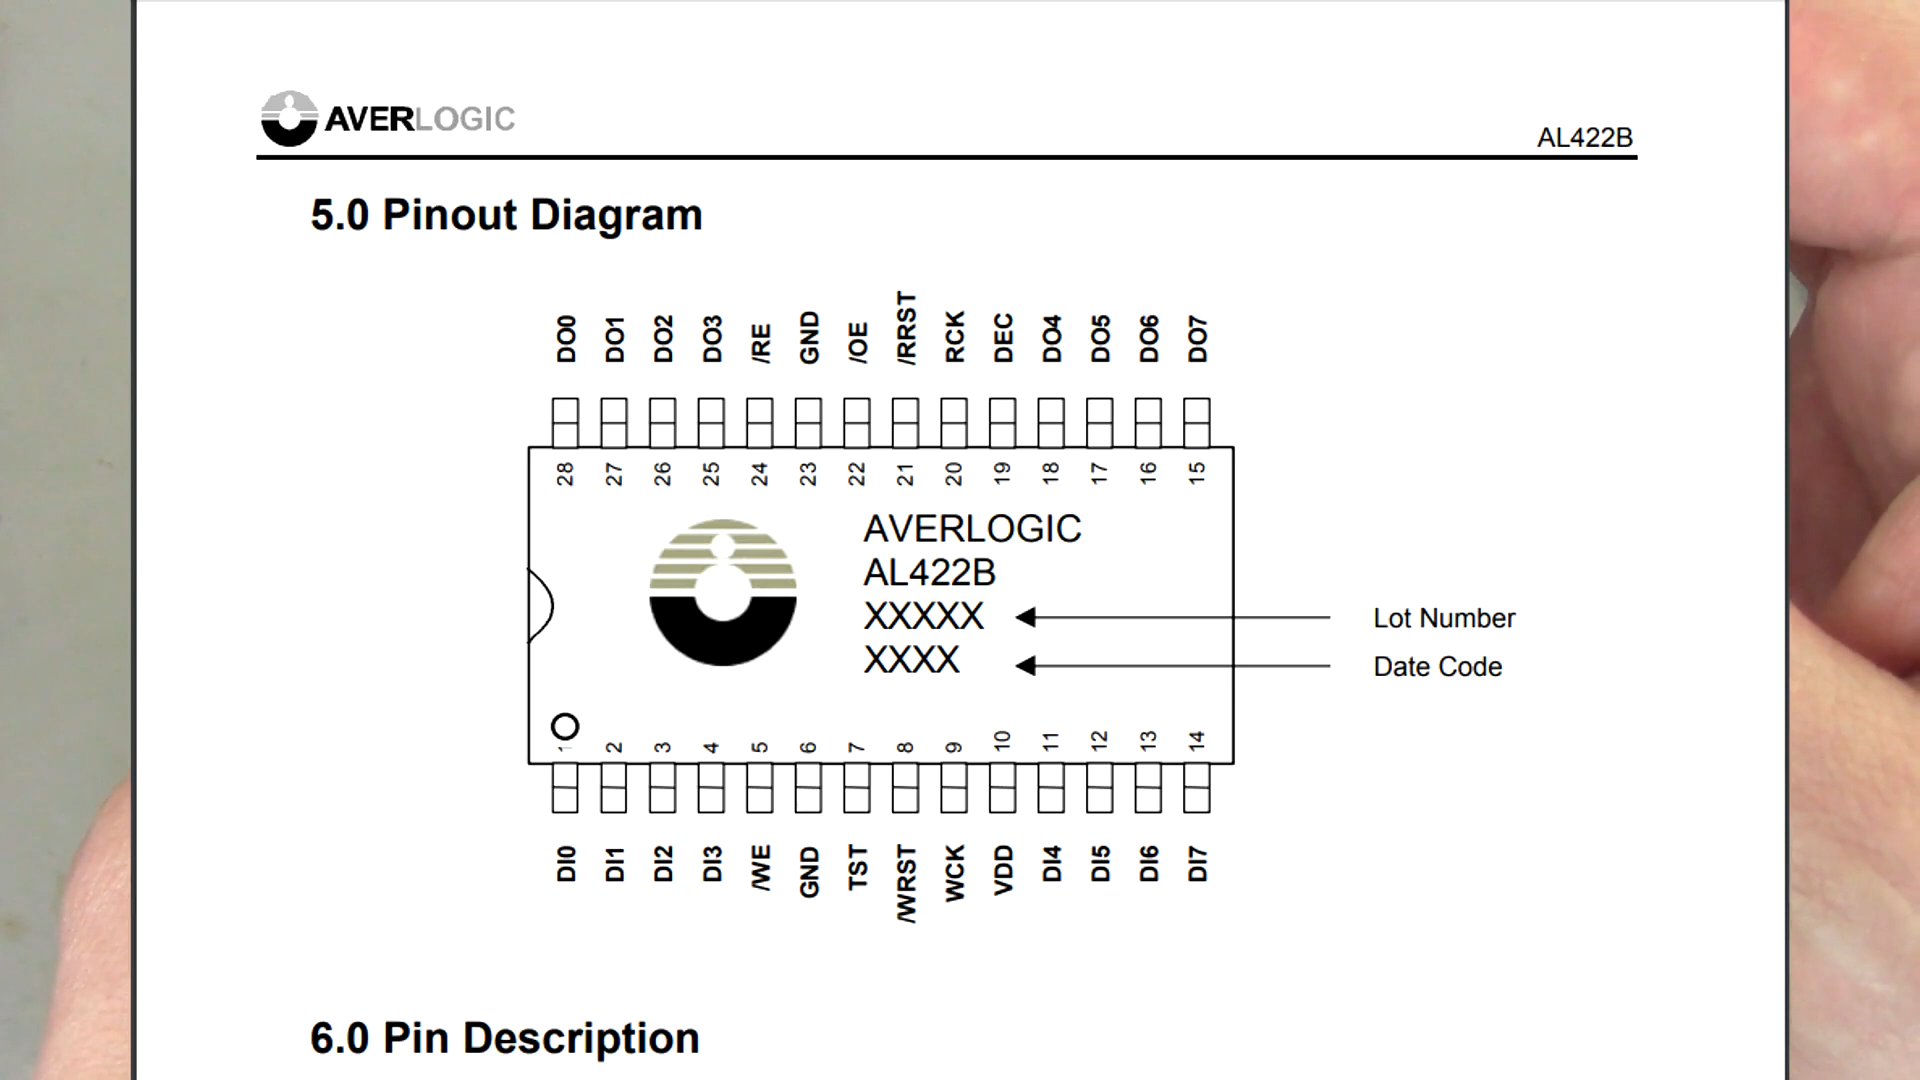 AVERLOGIC
AL422B
5.0 Pinout Diagram
DO0 DO1 DO2 DO3 /RE GND /OE /RRST RCK DEC DO4 DO5 DO6 DO7
28 27 26 25 24 23 22 21 20 19 18 17 16 15
AVERLOGIC
AL422B
XXXXX
Lot Number
XXXX
Date Code
1 2 3 4 5 6 7 8 9 10 11 12 13 14
DI0 DI1 DI2 DI3 /WE GND TST /WRST WCK VDD DI4 DI5 DI6 DI7
6.0 Pin Description